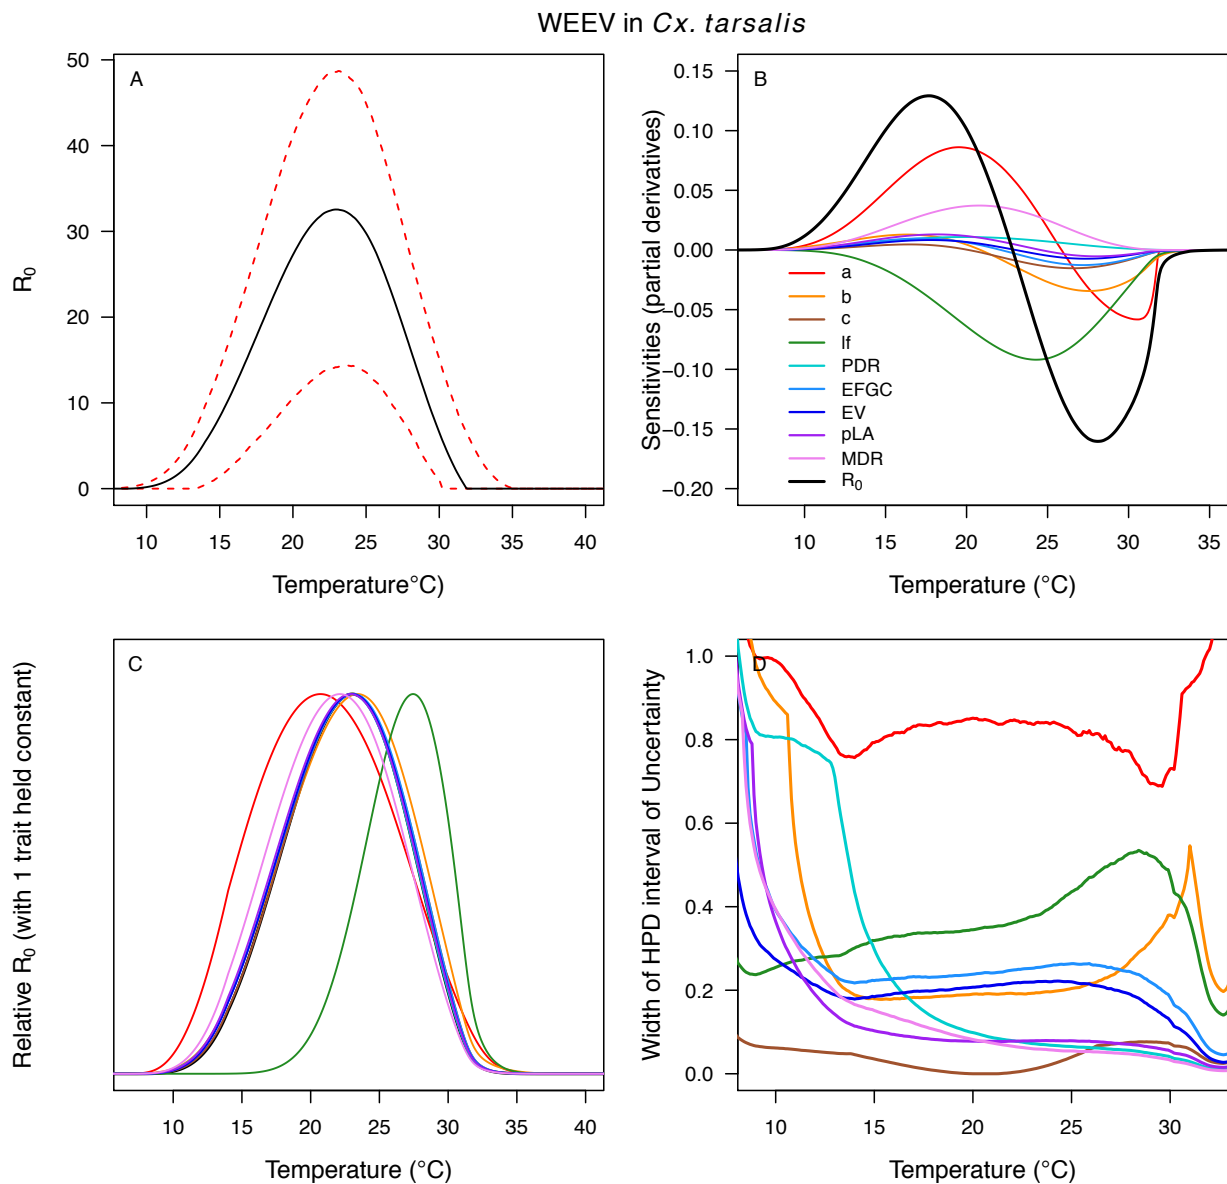 WEEV in Cx. tarsalis
A
R0
50
40
30
20
10
0
10 15 20 25 30 35 40
Temperature°C)
B
Sensitivities (partial derivatives)
0.15
0.10
0.05
0.00
−0.05
−0.10
−0.15
−0.20
a
b
c
lf
PDR
EFGC
EV
pLA
MDR
R0
10 15 20 25 30 35
Temperature (°C)
C
Relative R0 (with 1 trait held constant)
10 15 20 25 30 35 40
Temperature (°C)
D
Width of HPD interval of Uncertainty
1.0
0.8
0.6
0.4
0.2
0.0
10 15 20 25 30
Temperature (°C)